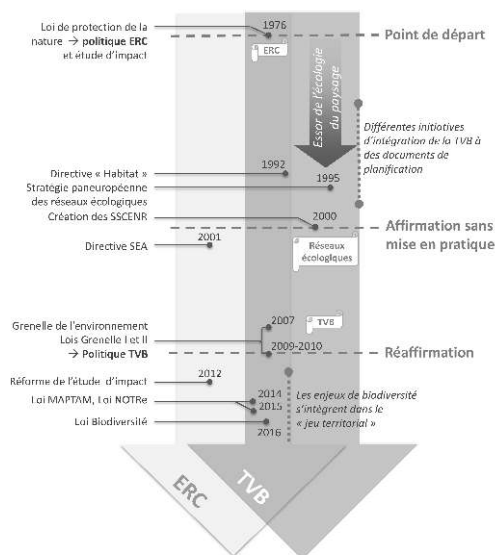 Loi de protection de la
nature → politique ERC
et étude d'impact
1976
ERC
Point de départ
Essor de l'écologie
du paysage
Différentes initiatives
d'intégration de la TVB à
des documents de
planification
Directive « Habitat »
1992
Stratégie paneuropéenne
des réseaux écologiques
1995
Création des SSCENR
2000
Affirmation sans
mise en pratique
Directive SEA
2001
Réseaux
écologiques
Grenelle de l'environnement
2007
TVB
Lois Grenelle I et II
→ Politique TVB
2009-2010
Réaffirmation
Réforme de l'étude d'impact
2012
Loi MAPTAM, Loi NOTRe
2014
2015
Loi Biodiversité
2016
Les enjeux de biodiversité
s'intègrent dans le
« jeu territorial »
ERC
TVB